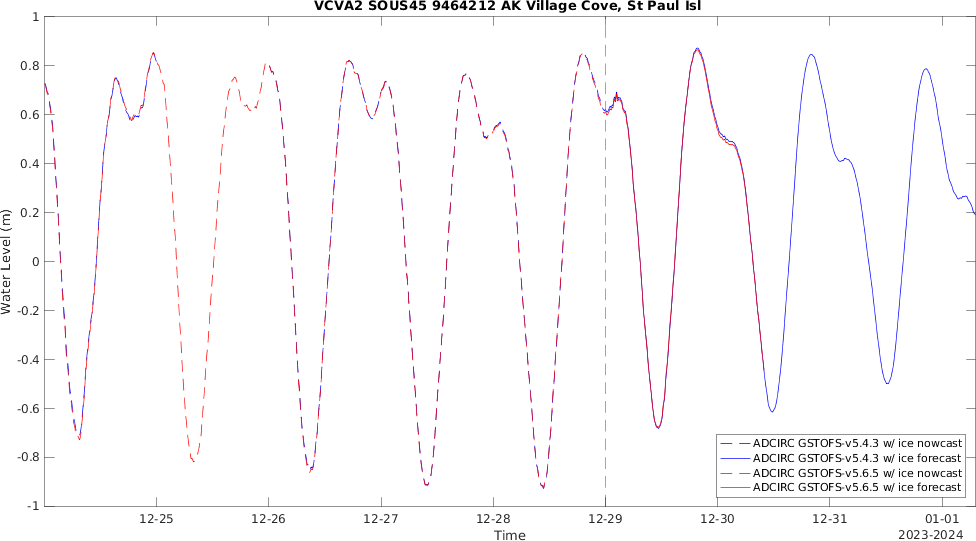 VCVA2 SOUS45 9464212 AK Village Cove, St Paul Isl
1
0.8
0.6
0.4
0.2
0
-0.2
-0.4
-0.6
-0.8
-1
Water Level (m)
12-25
12-26
12-27
12-28
12-29
12-30
12-31
01-01
Time
2023-2024
ADCIRC GSTOFS-v5.4.3 w/ ice nowcast
ADCIRC GSTOFS-v5.4.3 w/ ice forecast
ADCIRC GSTOFS-v5.6.5 w/ ice nowcast
ADCIRC GSTOFS-v5.6.5 w/ ice forecast